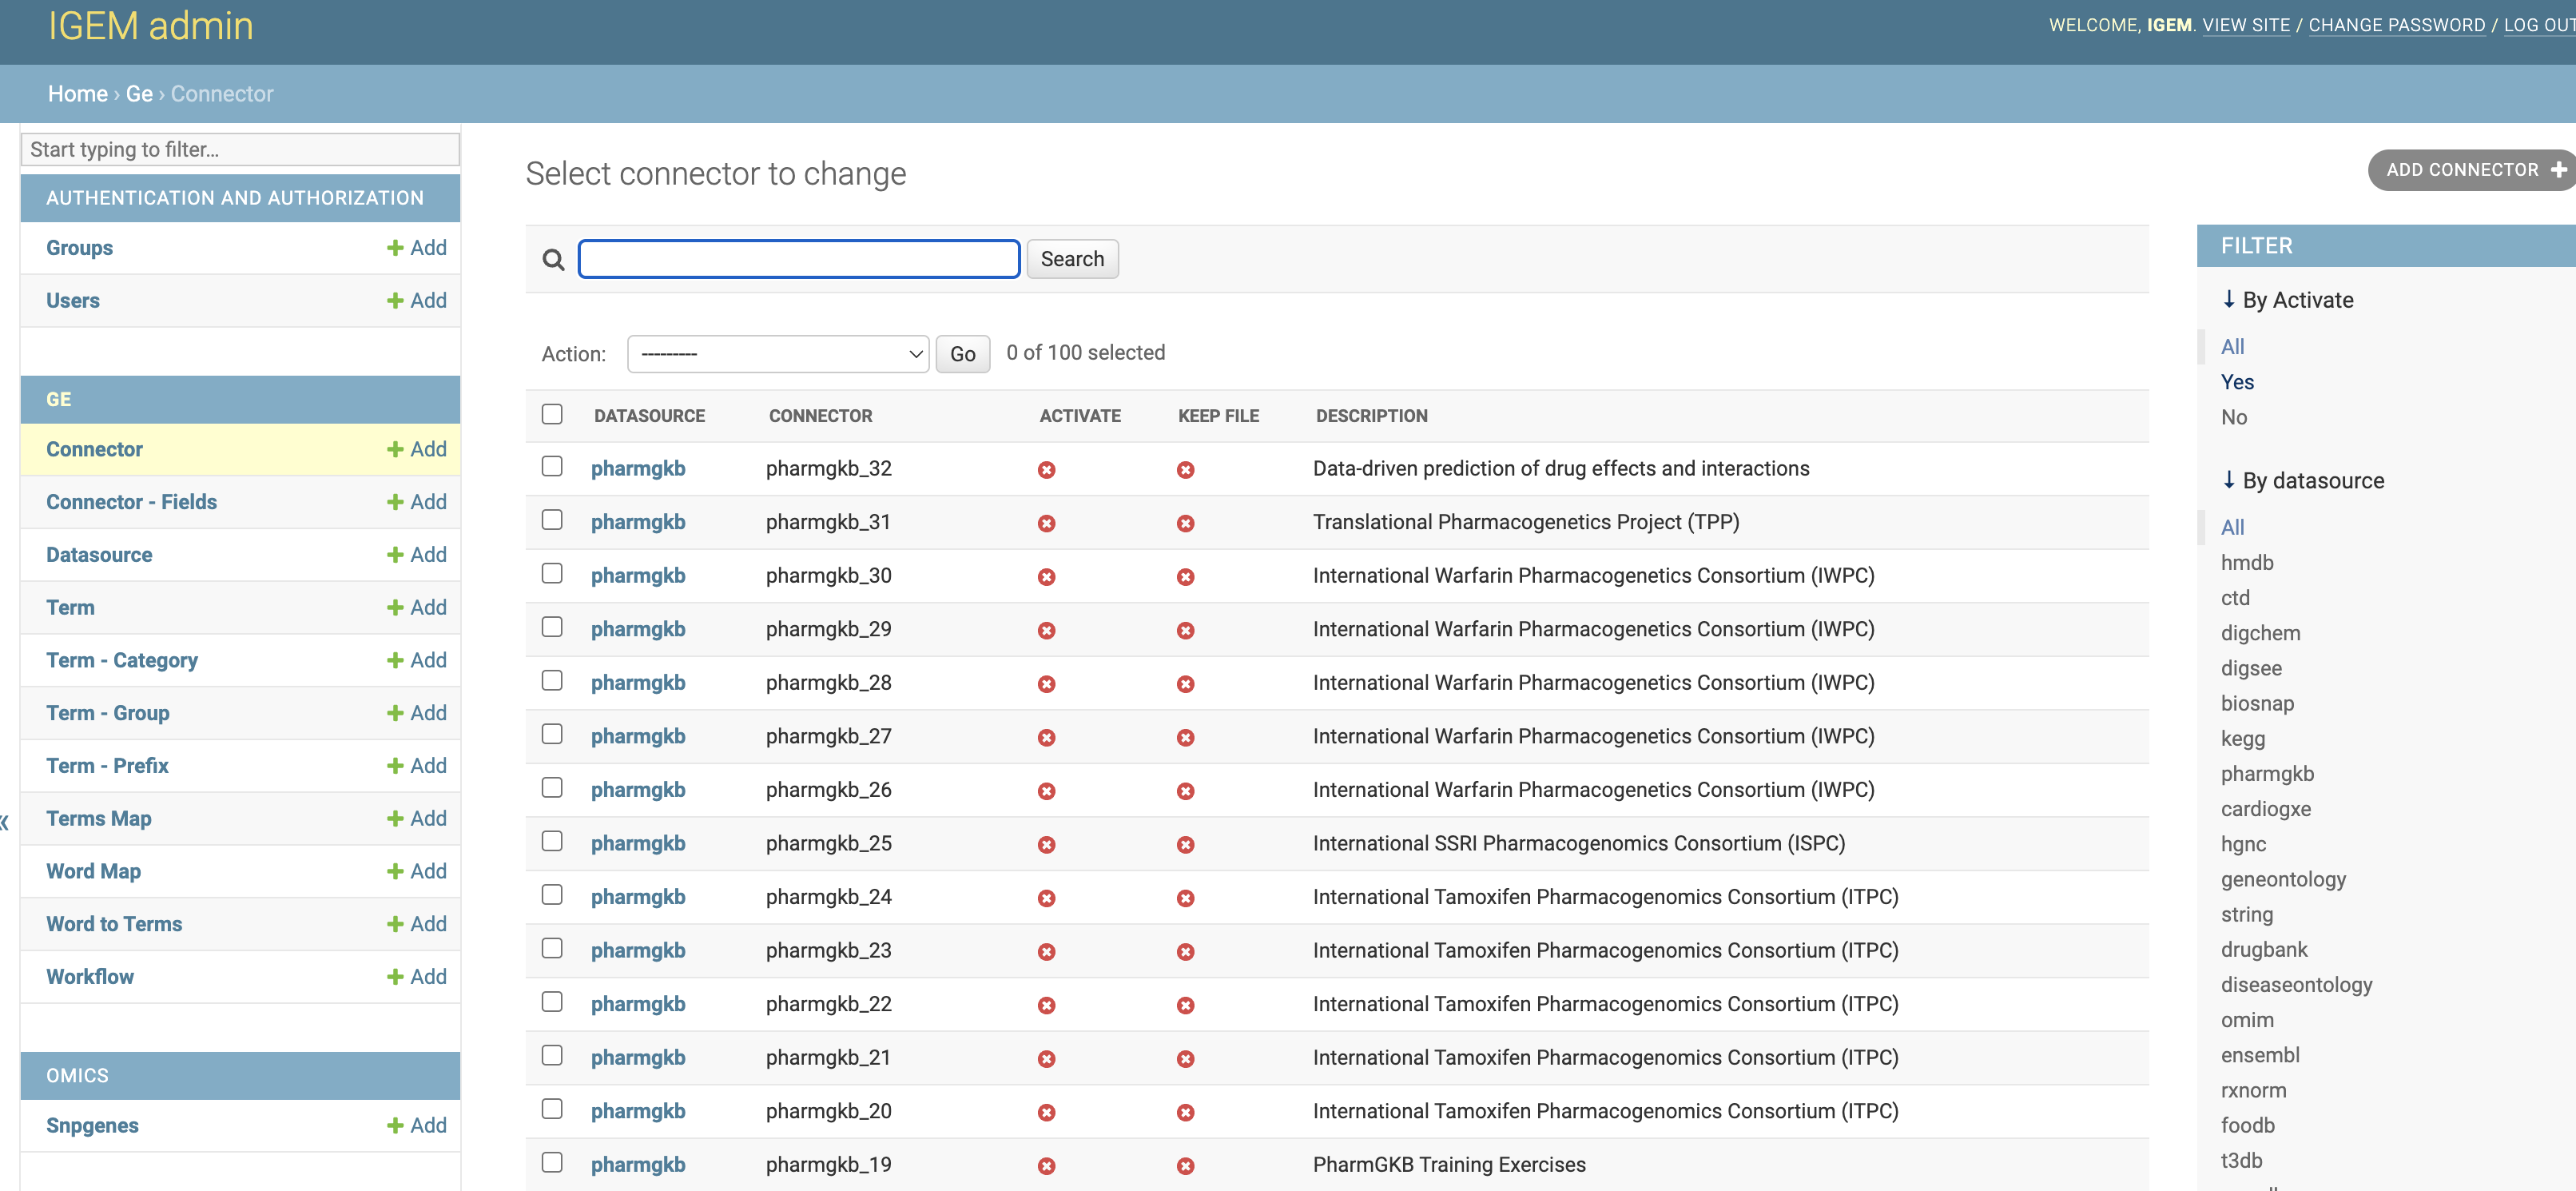 IGEM admin
WELCOME, IGEM. VIEW SITE / CHANGE PASSWORD / LOG OUT
Home › Ge › Connector
Start typing to filter...
AUTHENTICATION AND AUTHORIZATION
Groups + Add
Users + Add
GE
Connector + Add
Connector - Fields + Add
Datasource + Add
Term + Add
Term - Category + Add
Term - Group + Add
Term - Prefix + Add
Terms Map + Add
Word Map + Add
Word to Terms + Add
Workflow + Add
OMICS
Snpgenes + Add
«
Select connector to change
ADD CONNECTOR +
Search
Action: --------- Go 0 of 100 selected
DATASOURCE CONNECTOR ACTIVATE KEEP FILE DESCRIPTION
pharmgkb pharmgkb_32 Data-driven prediction of drug effects and interactions
pharmgkb pharmgkb_31 Translational Pharmacogenetics Project (TPP)
pharmgkb pharmgkb_30 International Warfarin Pharmacogenetics Consortium (IWPC)
pharmgkb pharmgkb_29 International Warfarin Pharmacogenetics Consortium (IWPC)
pharmgkb pharmgkb_28 International Warfarin Pharmacogenetics Consortium (IWPC)
pharmgkb pharmgkb_27 International Warfarin Pharmacogenetics Consortium (IWPC)
pharmgkb pharmgkb_26 International Warfarin Pharmacogenetics Consortium (IWPC)
pharmgkb pharmgkb_25 International SSRI Pharmacogenomics Consortium (ISPC)
pharmgkb pharmgkb_24 International Tamoxifen Pharmacogenomics Consortium (ITPC)
pharmgkb pharmgkb_23 International Tamoxifen Pharmacogenomics Consortium (ITPC)
pharmgkb pharmgkb_22 International Tamoxifen Pharmacogenomics Consortium (ITPC)
pharmgkb pharmgkb_21 International Tamoxifen Pharmacogenomics Consortium (ITPC)
pharmgkb pharmgkb_20 International Tamoxifen Pharmacogenomics Consortium (ITPC)
pharmgkb pharmgkb_19 PharmGKB Training Exercises
FILTER
↓ By Activate
All
Yes
No
↓ By datasource
All
hmdb
ctd
digchem
digsee
biosnap
kegg
pharmgkb
cardiogxe
hgnc
geneontology
string
drugbank
diseaseontology
omim
ensembl
rxnorm
foodb
t3db